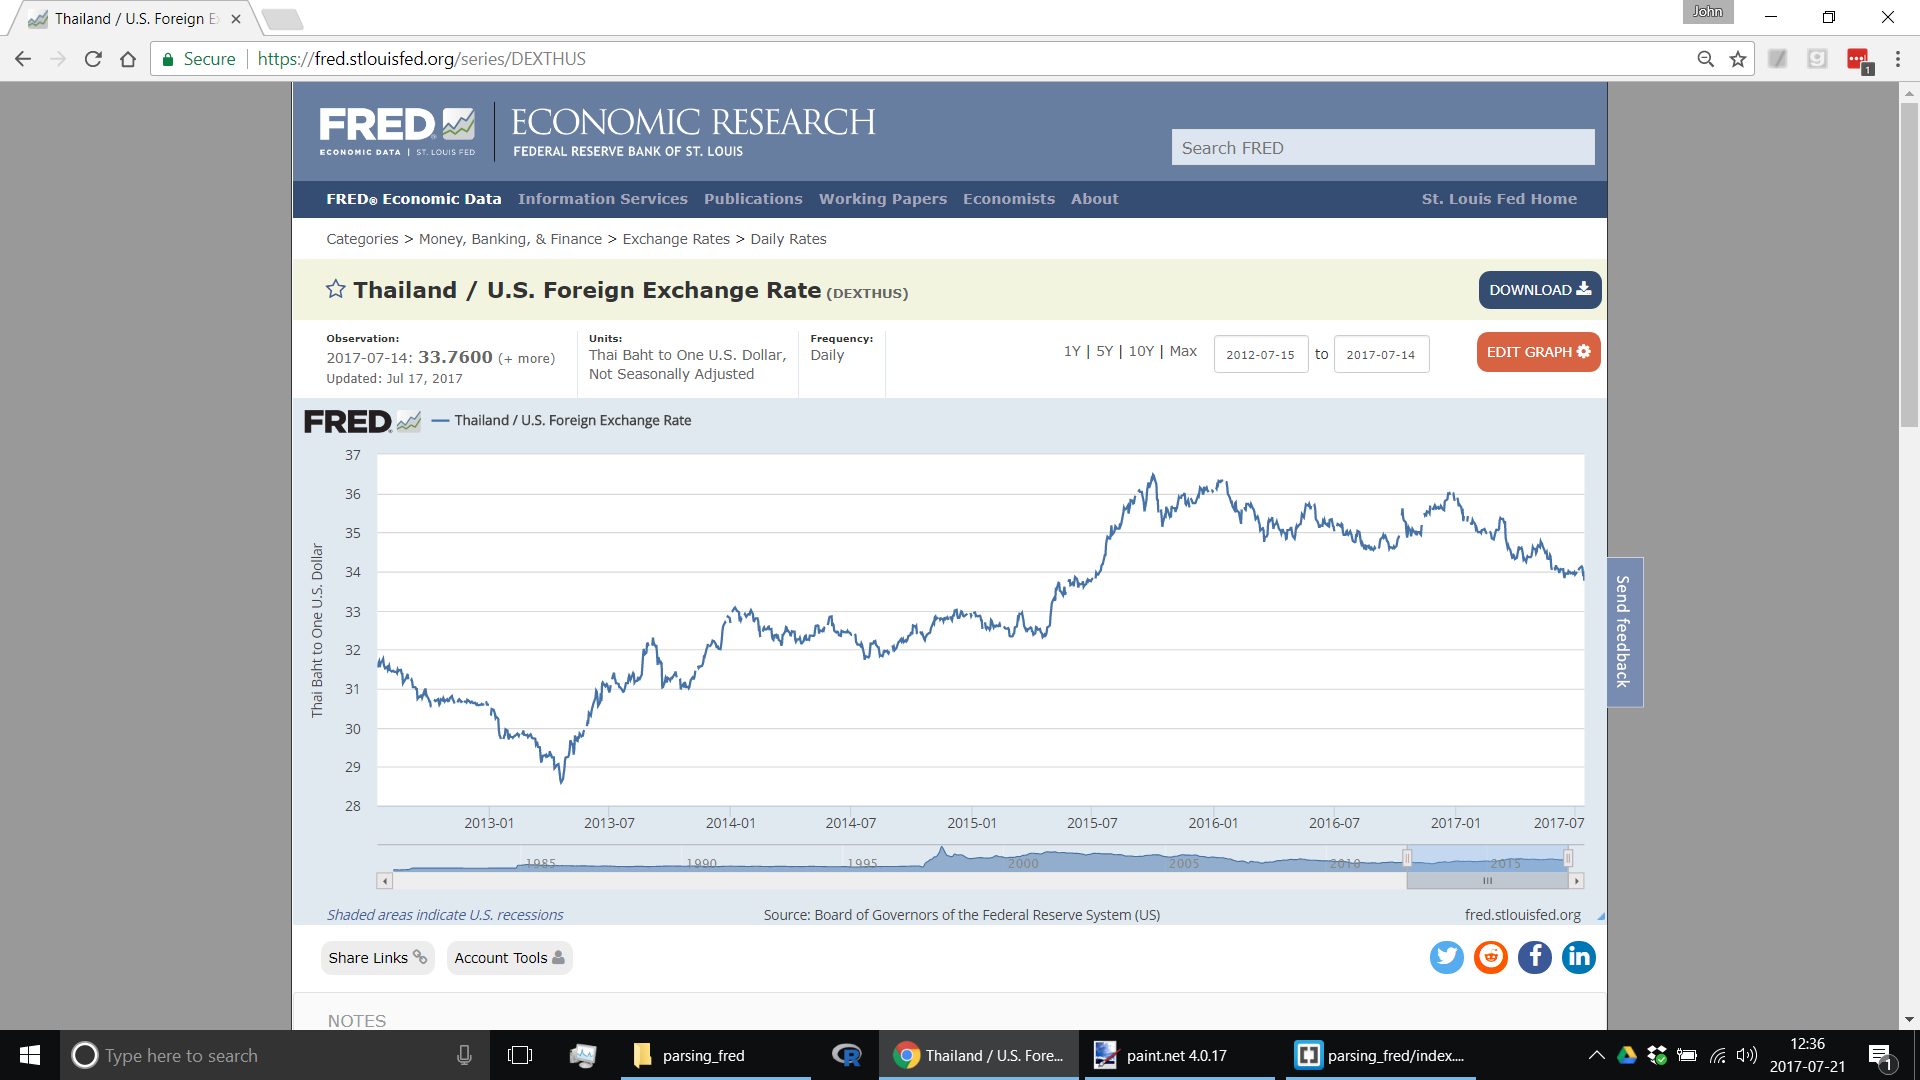 Thailand / U.S. Foreign E
John
Secure
https://fred.stlouisfed.org/series/DEXTHUS
1
FRED
ECONOMIC DATA | ST. LOUIS FED
ECONOMIC RESEARCH
FEDERAL RESERVE BANK OF ST. LOUIS
Search FRED
FRED® Economic Data Information Services Publications Working Papers Economists About St. Louis Fed Home
Categories > Money, Banking, & Finance > Exchange Rates > Daily Rates
Thailand / U.S. Foreign Exchange Rate (DEXTHUS)
DOWNLOAD
Observation:
2017-07-14: 33.7600 (+ more)
Updated: Jul 17, 2017
Units:
Thai Baht to One U.S. Dollar,
Not Seasonally Adjusted
Frequency:
Daily
1Y | 5Y | 10Y | Max 2012-07-15 to 2017-07-14
EDIT GRAPH
FRED
Thailand / U.S. Foreign Exchange Rate
Thai Baht to One U.S. Dollar
37
36
35
34
33
32
31
30
29
28
2013-01 2013-07 2014-01 2014-07 2015-01 2015-07 2016-01 2016-07 2017-01 2017-07
1985 1990 1995 2000 2005 2010 2015
Shaded areas indicate U.S. recessions
Source: Board of Governors of the Federal Reserve System (US)
fred.stlouisfed.org
Send feedback
Share Links
Account Tools
NOTES
Type here to search
parsing_fred
Thailand / U.S. Fore...
paint.net 4.0.17
parsing_fred/index....
12:36
2017-07-21
1